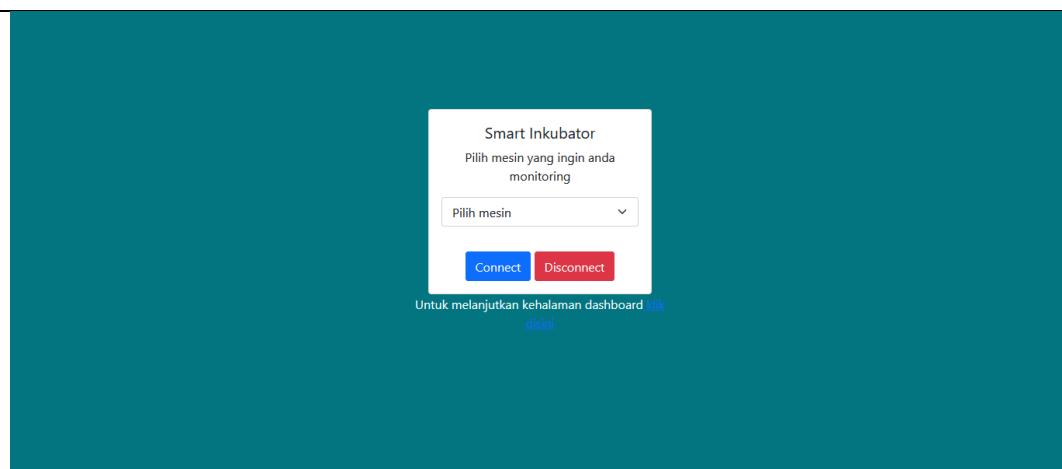 Smart Inkubator
Pilih mesin yang ingin anda
monitoring
Pilih mesin
Connect Disconnect
Untuk melanjutkan kehalaman dashboard klik
disini